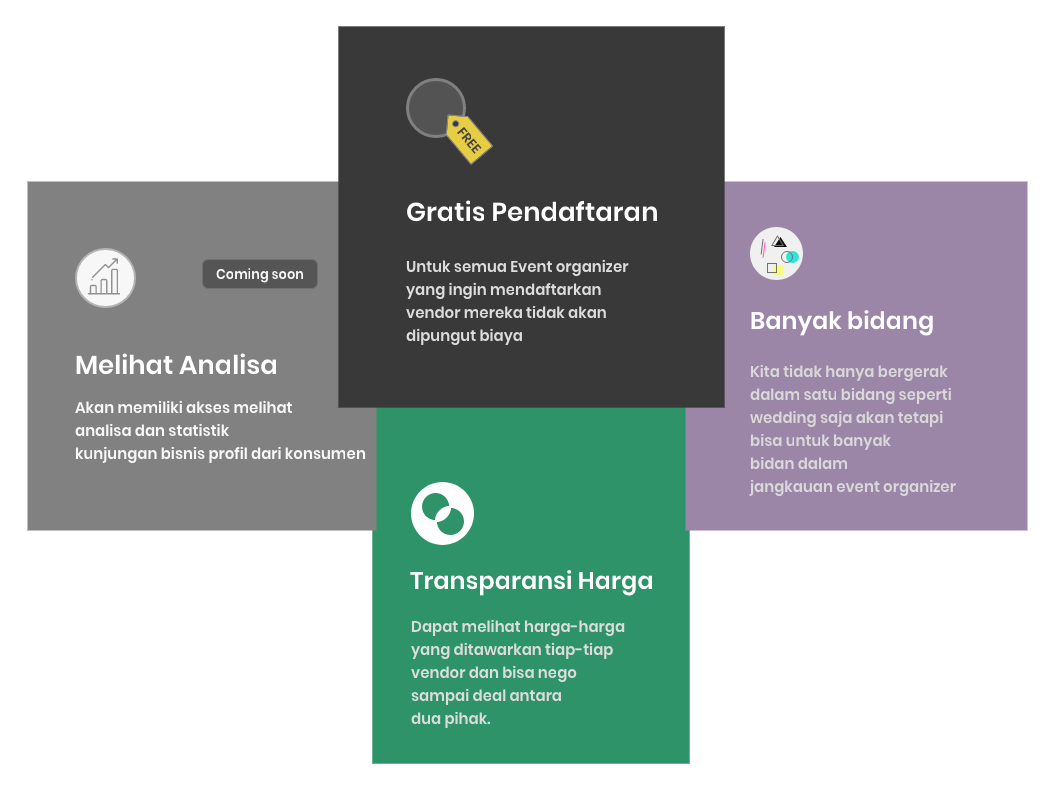 FREE
Gratis Pendaftaran
Untuk semua Event organizer
yang ingin mendaftarkan
vendor mereka tidak akan
dipungut biaya
Coming soon
Melihat Analisa
Akan memiliki akses melihat
analisa dan statistik
kunjungan bisnis profil dari konsumen
Banyak bidang
Kita tidak hanya bergerak
dalam satu bidang seperti
wedding saja akan tetapi
bisa untuk banyak
bidan dalam
jangkauan event organizer
Transparansi Harga
Dapat melihat harga-harga
yang ditawarkan tiap-tiap
vendor dan bisa nego
sampai deal antara
dua pihak.